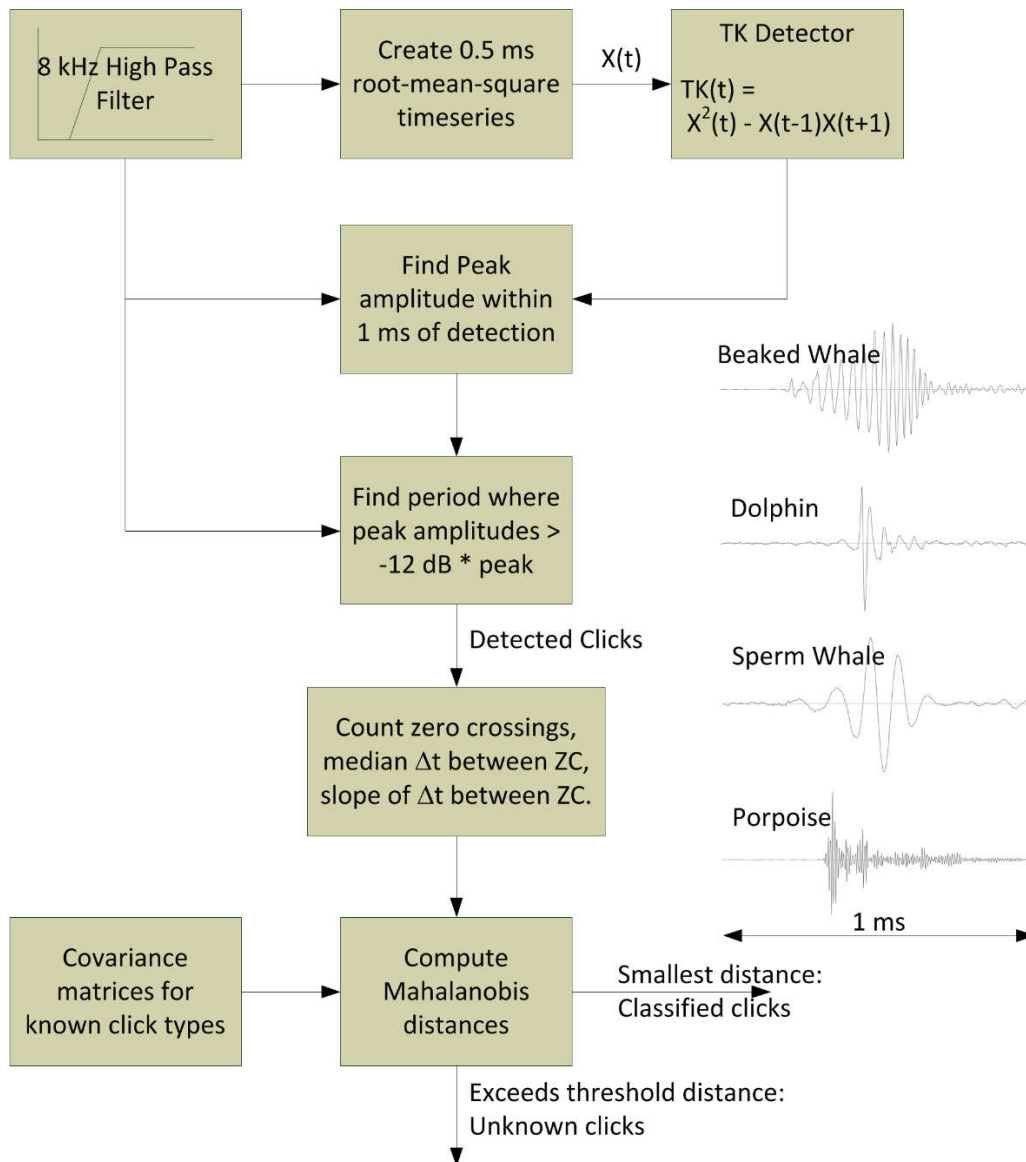 8 kHz High Pass
Filter
Create 0.5 ms
root-mean-square
timeseries
X(t)
TK Detector
TK(t) =
X²(t) - X(t-1)X(t+1)
Find Peak
amplitude within
1 ms of detection
Find period where
peak amplitudes >
-12 dB * peak
Detected Clicks
Count zero crossings,
median Δt between ZC,
slope of Δt between ZC.
Covariance
matrices for
known click types
Compute
Mahalanobis
distances
Smallest distance:
Classified clicks
Exceeds threshold distance:
Unknown clicks
Beaked Whale
Dolphin
Sperm Whale
Porpoise
1 ms